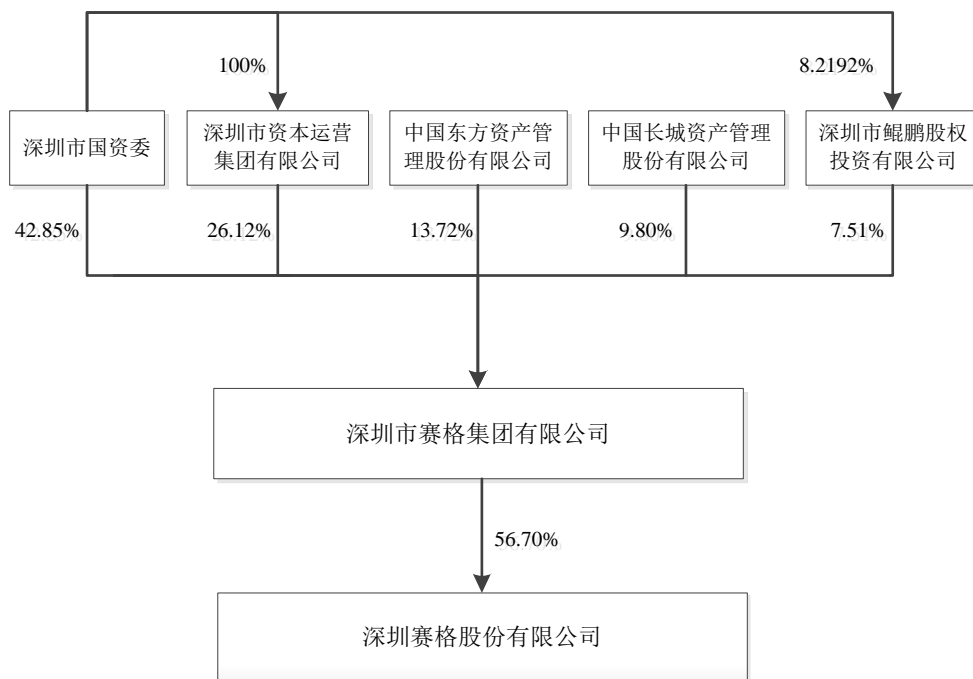 100%
8.2192%
深圳市国资委
深圳市资本运营
集团有限公司
中国东方资产管
理股份有限公司
中国长城资产管理
股份有限公司
深圳市鲲鹏股权
投资有限公司
42.85%
26.12%
13.72%
9.80%
7.51%
深圳市赛格集团有限公司
56.70%
深圳赛格股份有限公司